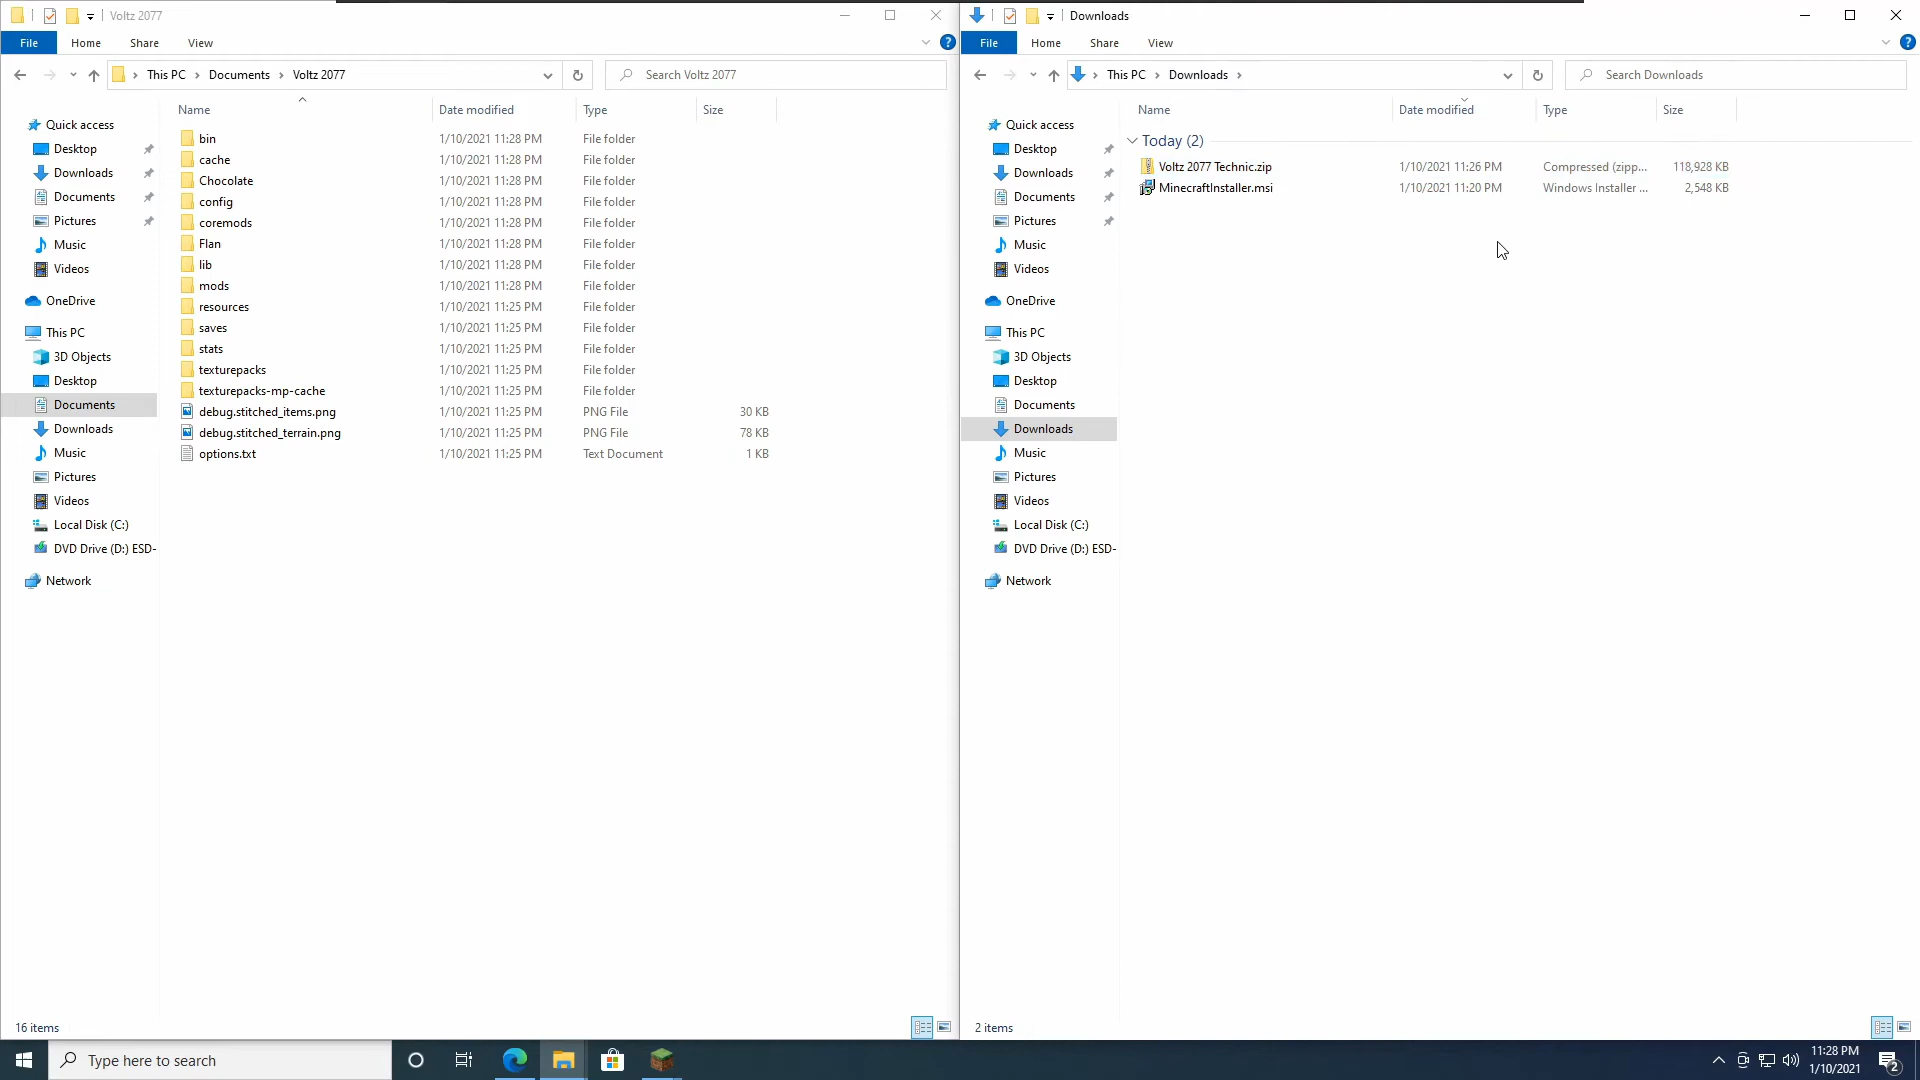 Voltz 2077
File Home Share View
This PC Documents Voltz 2077
Search Voltz 2077
Quick access
Desktop
Downloads
Documents
Pictures
Music
Videos
OneDrive
This PC
3D Objects
Desktop
Documents
Downloads
Music
Pictures
Videos
Local Disk (C:)
DVD Drive (D:) ESD-
Network
Name Date modified Type Size
bin 1/10/2021 11:28 PM File folder
cache 1/10/2021 11:28 PM File folder
Chocolate 1/10/2021 11:28 PM File folder
config 1/10/2021 11:28 PM File folder
coremods 1/10/2021 11:28 PM File folder
Flan 1/10/2021 11:28 PM File folder
lib 1/10/2021 11:28 PM File folder
mods 1/10/2021 11:28 PM File folder
resources 1/10/2021 11:25 PM File folder
saves 1/10/2021 11:25 PM File folder
stats 1/10/2021 11:25 PM File folder
texturepacks 1/10/2021 11:25 PM File folder
texturepacks-mp-cache 1/10/2021 11:25 PM File folder
debug.stitched_items.png 1/10/2021 11:25 PM PNG File 30 KB
debug.stitched_terrain.png 1/10/2021 11:25 PM PNG File 78 KB
options.txt 1/10/2021 11:25 PM Text Document 1 KB
16 items
Downloads
File Home Share View
This PC Downloads
Search Downloads
Quick access
Desktop
Downloads
Documents
Pictures
Music
Videos
OneDrive
This PC
3D Objects
Desktop
Documents
Downloads
Music
Pictures
Videos
Local Disk (C:)
DVD Drive (D:) ESD-
Network
Name Date modified Type Size
Today (2)
Voltz 2077 Technic.zip 1/10/2021 11:26 PM Compressed (zipp... 118,928 KB
MinecraftInstaller.msi 1/10/2021 11:20 PM Windows Installer ... 2,548 KB
2 items
Type here to search
11:28 PM
1/10/2021
2